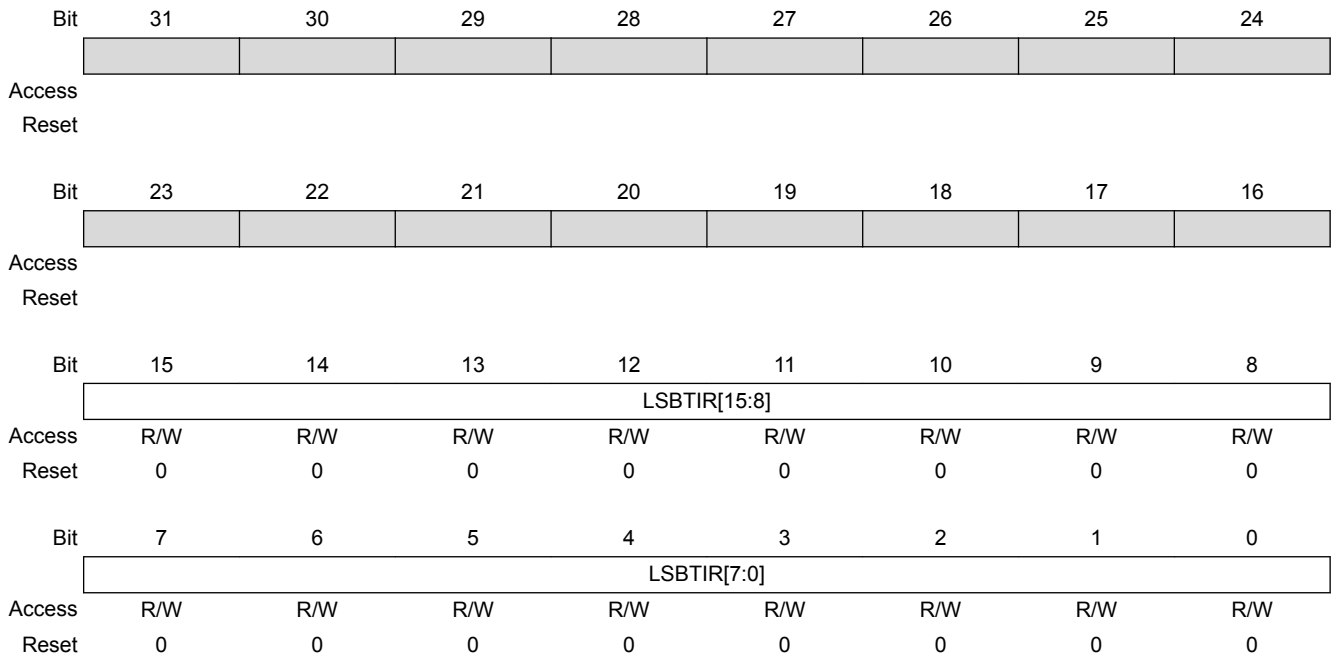 Bit 31 30 29 28 27 26 25 24
Access
Reset
Bit 23 22 21 20 19 18 17 16
Access
Reset
Bit 15 14 13 12 11 10 9 8
LSBTIR[15:8]
Access R/W R/W R/W R/W R/W R/W R/W R/W
Reset 0 0 0 0 0 0 0 0
Bit 7 6 5 4 3 2 1 0
LSBTIR[7:0]
Access R/W R/W R/W R/W R/W R/W R/W R/W
Reset 0 0 0 0 0 0 0 0